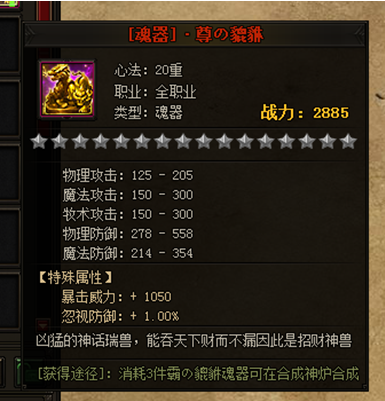 [魂器]-尊の貔貅
心法：20重
职业：全职业
类型：魂器
战力：2885
物理攻击：125 - 205
魔法攻击：150 - 300
牧术攻击：150 - 300
物理防御：278 - 558
魔法防御：214 - 354
【特殊属性】
暴击威力：+ 1050
忽视防御：+ 1.00%
凶猛的神话瑞兽，能吞天下财而不漏因此是招财神兽
[获得途径]：消耗3件霸の貔貅魂器可在合成神炉合成